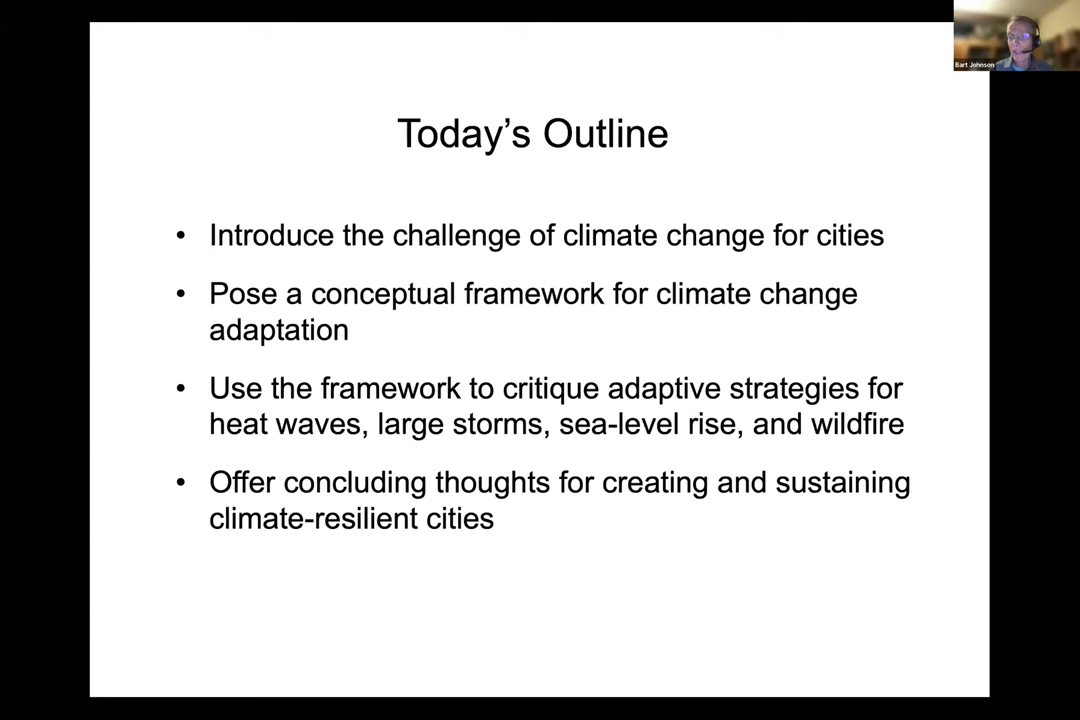 Bart Johnson
Today’s Outline
• Introduce the challenge of climate change for cities
• Pose a conceptual framework for climate change
adaptation
• Use the framework to critique adaptive strategies for
heat waves, large storms, sea-level rise, and wildfire
• Offer concluding thoughts for creating and sustaining
climate-resilient cities